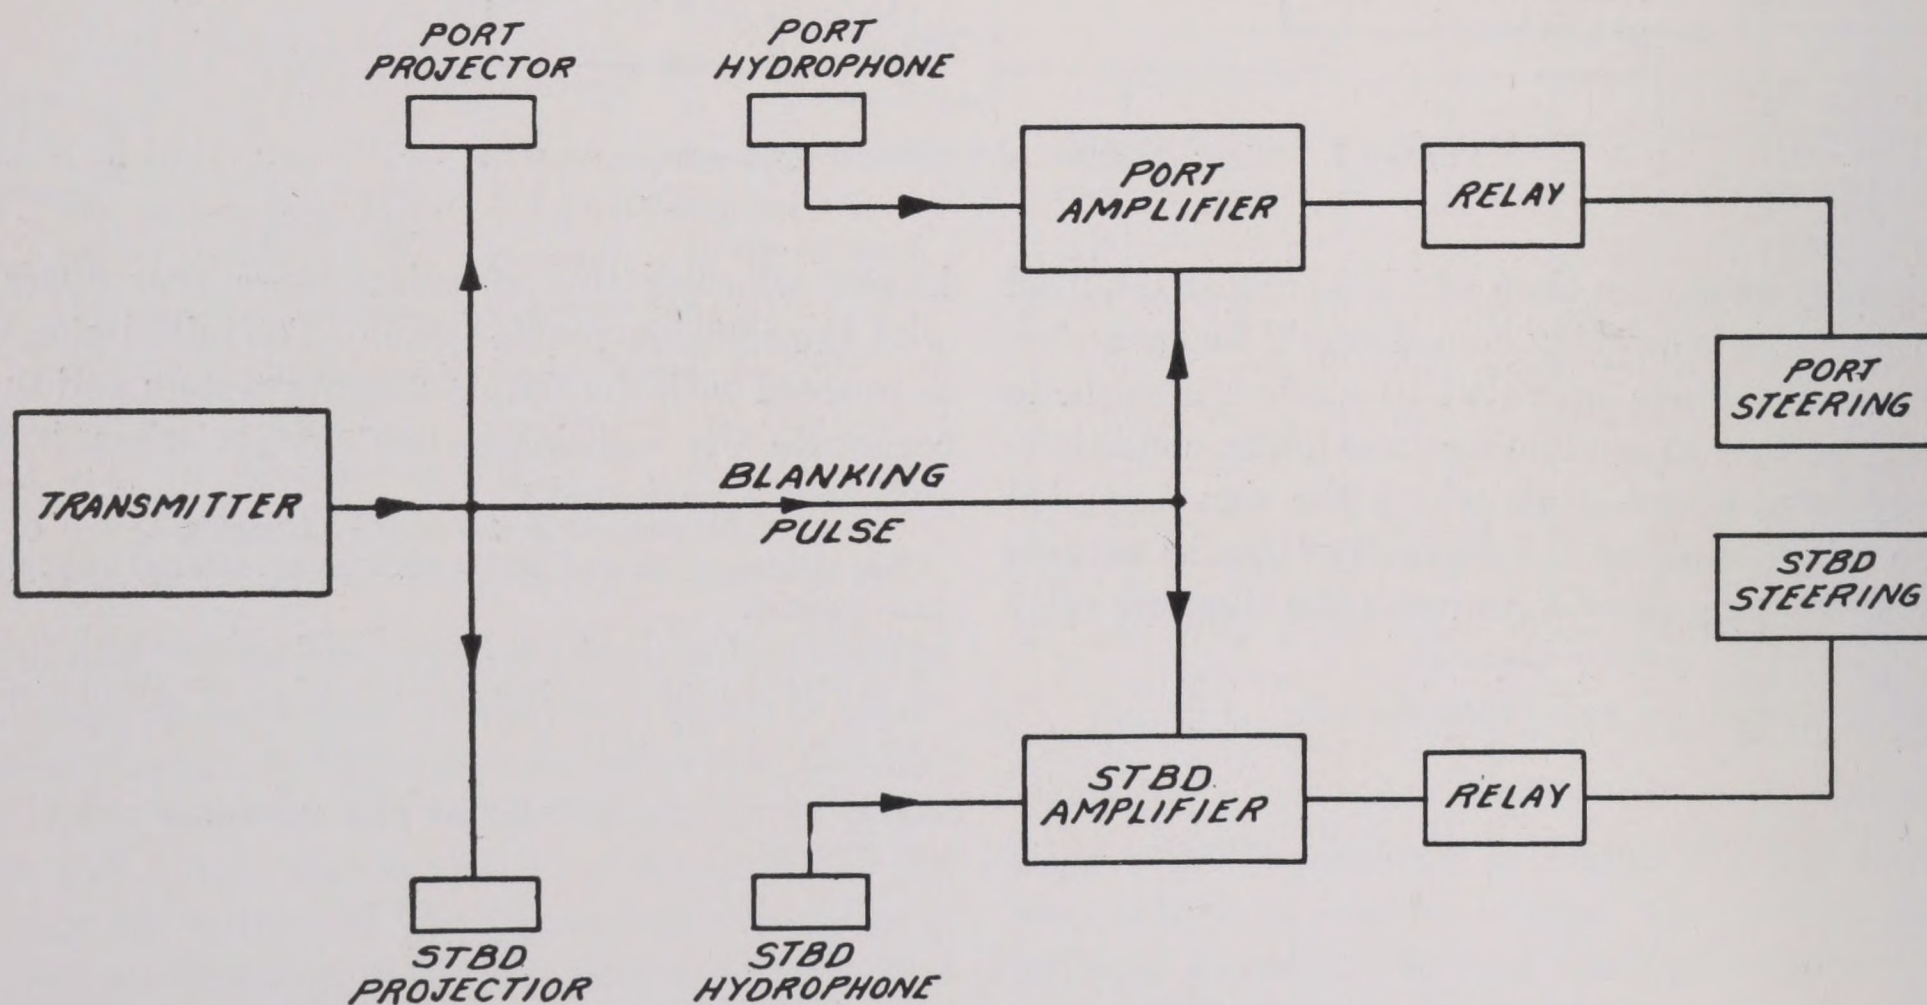 PORT
PROJECTOR
PORT
HYDROPHONE
PORT
AMPLIFIER
RELAY
PORT
STEERING
TRANSMITTER
BLANKING
PULSE
STBD
STEERING
STBD.
AMPLIFIER
RELAY
STBD
PROJECTIOR
STBD
HYDROPHONE